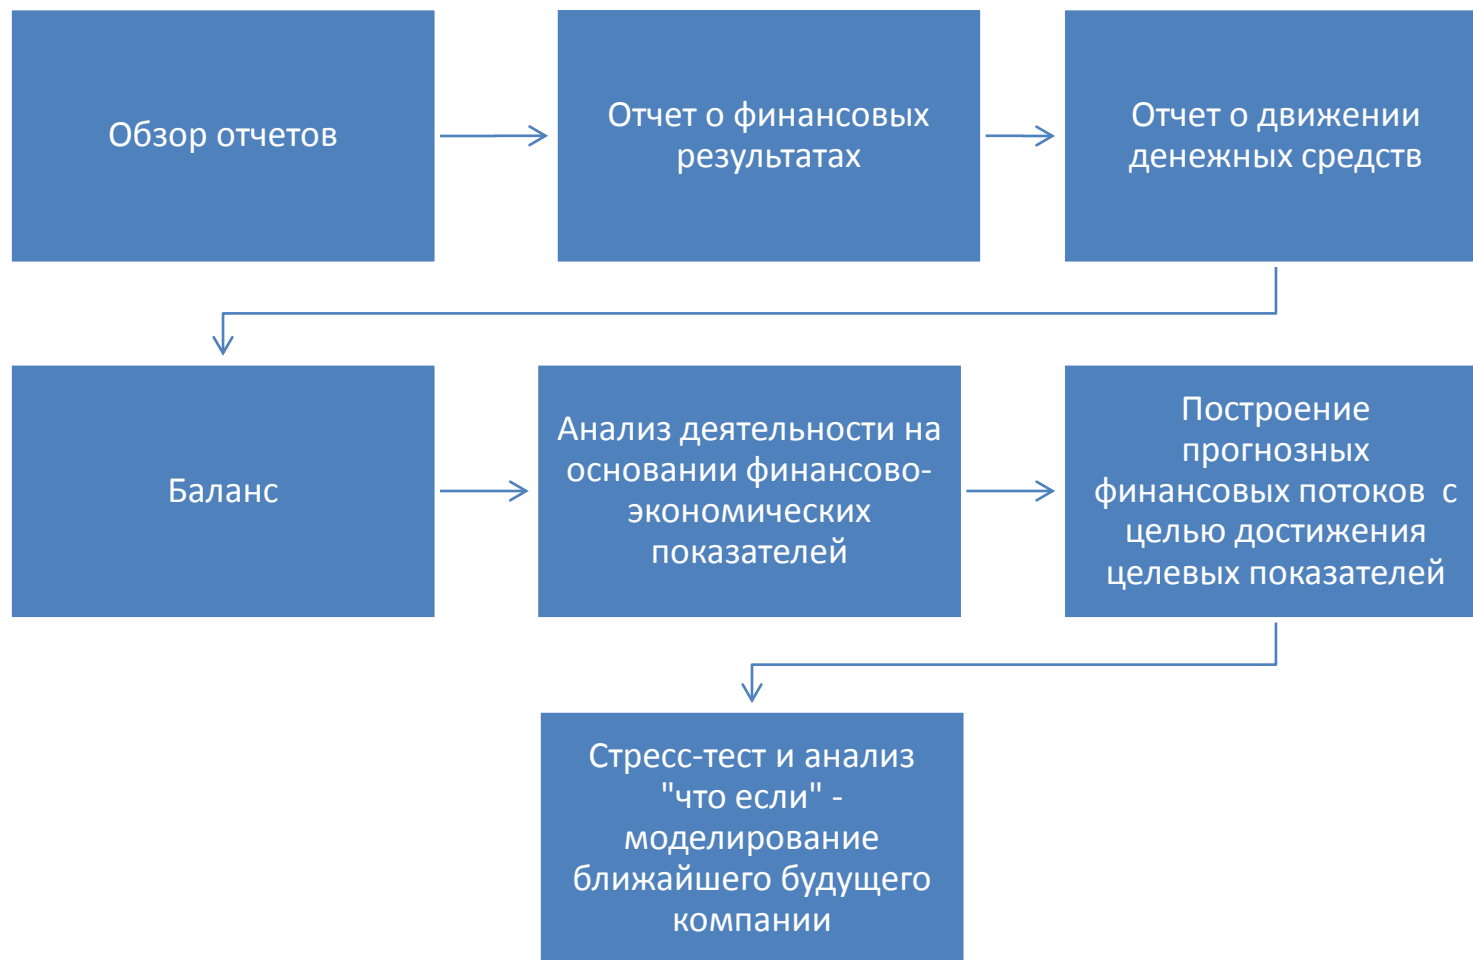 Обзор отчетов
Отчет о финансовых
результатах
Отчет о движении
денежных средств
Баланс
Анализ деятельности на
основании финансово-
экономических
показателей
Построение
прогнозных
финансовых потоков  с
целью достижения
целевых показателей
Стресс-тест и анализ
"что если" -
моделирование
ближайшего будущего
компании